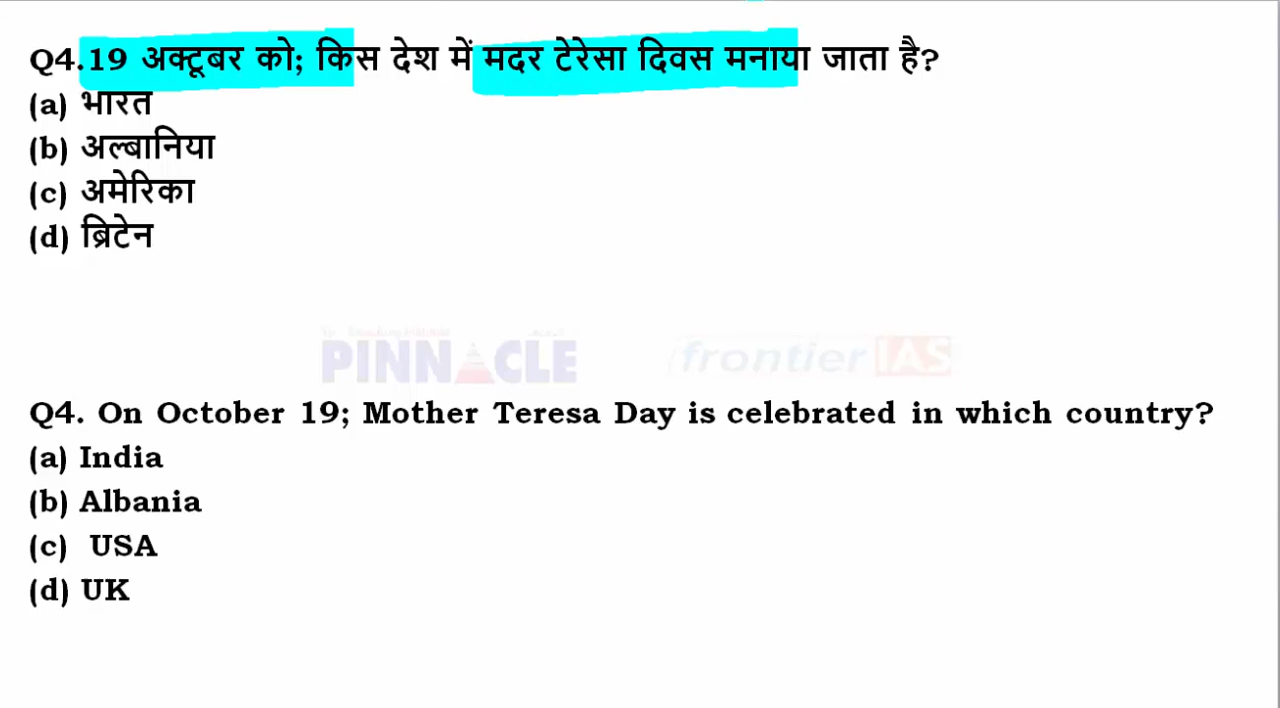 Q4.19 अक्टूबर को; किस देश में मदर टेरेसा दिवस मनाया जाता है?
(a) भारत
(b) अल्बानिया
(c) अमेरिका
(d) ब्रिटेन
PINNACLE frontier IAS
Q4. On October 19; Mother Teresa Day is celebrated in which country?
(a) India
(b) Albania
(c) USA
(d) UK